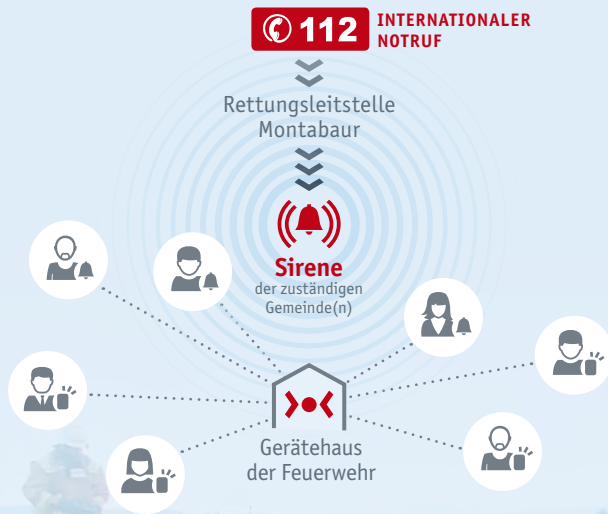 112
INTERNATIONALER
NOTRUF
Rettungsleitstelle
Montabaur
Sirene
der zuständigen
Gemeinde(n)
Gerätehaus
der Feuerwehr